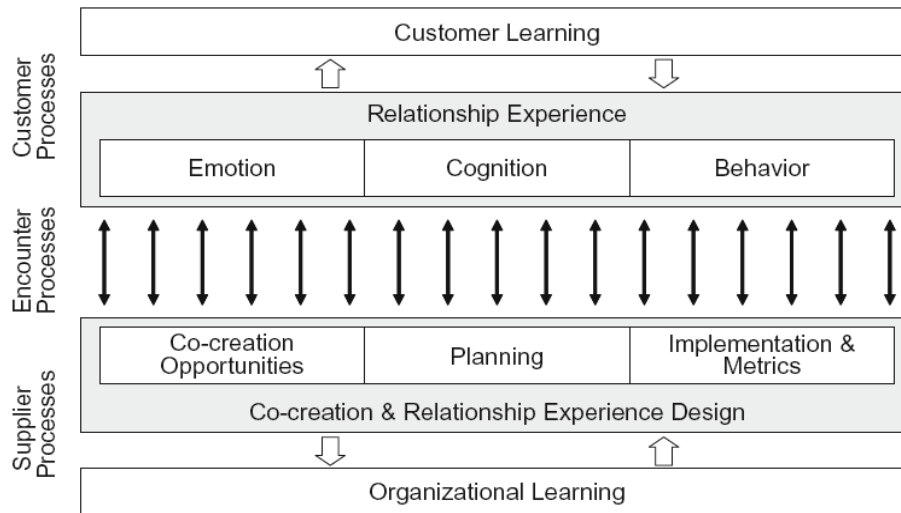 Customer Learning
Customer
Processes
Relationship Experience
Emotion
Cognition
Behavior
Encounter
Processes
Co-creation
Opportunities
Planning
Implementation &
Metrics
Co-creation & Relationship Experience Design
Supplier
Processes
Organizational Learning